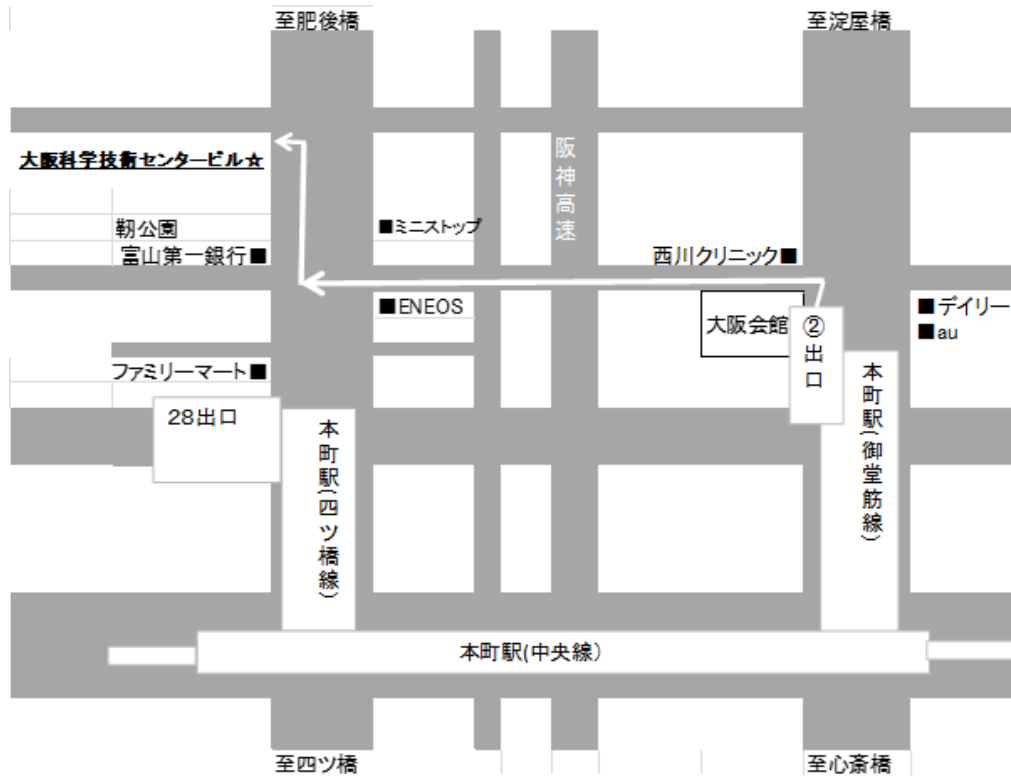 至肥後橋
至淀屋橋
阪神高速
大阪科学技術センタービル☆
靭公園
■ミニストップ
富山第一銀行■
西川クリニック■
■ENEOS
大阪会館
②出口
■デイリー
■au
ファミリーマート■
28出口
本町駅(四ツ橋線)
本町駅(御堂筋線)
本町駅(中央線)
至四ツ橋
至心斎橋